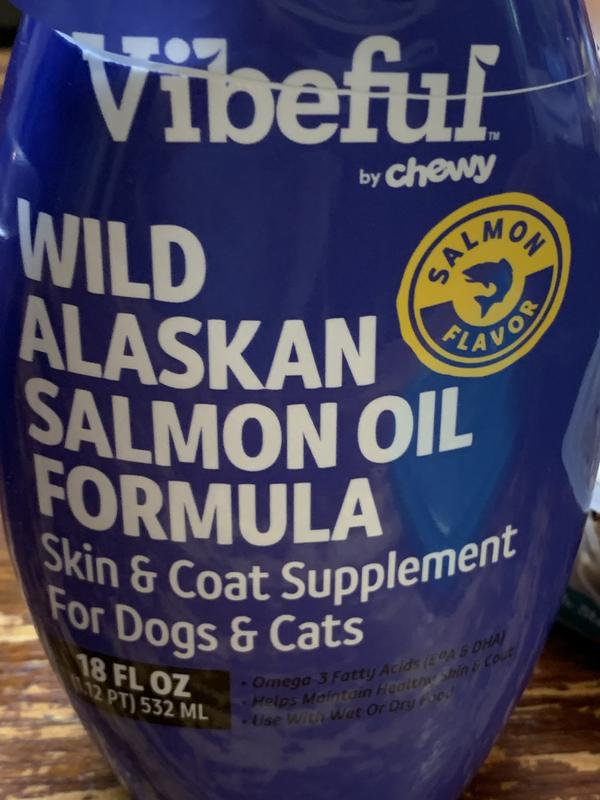 Vibeful™
by chewy
SALMON
FLAVOR
WILD
ALASKAN
SALMON OIL
FORMULA
Skin & Coat Supplement
For Dogs & Cats
18 FL OZ
(1.12 PT) 532 ML
• Omega-3 Fatty Acids (EPA & DHA)
• Helps Maintain Healthy Skin & Coat
• Use With Wet Or Dry Food